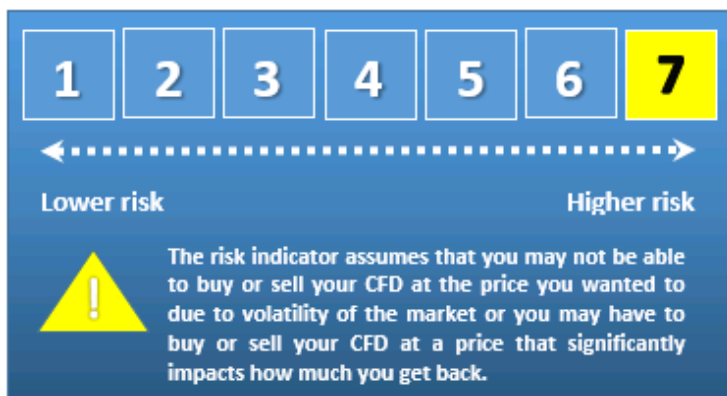 1 2 3 4 5 6 7
Lower risk Higher risk
!
The risk indicator assumes that you may not be able
to buy or sell your CFD at the price you wanted to
due to volatility of the market or you may have to
buy or sell your CFD at a price that significantly
impacts how much you get back.